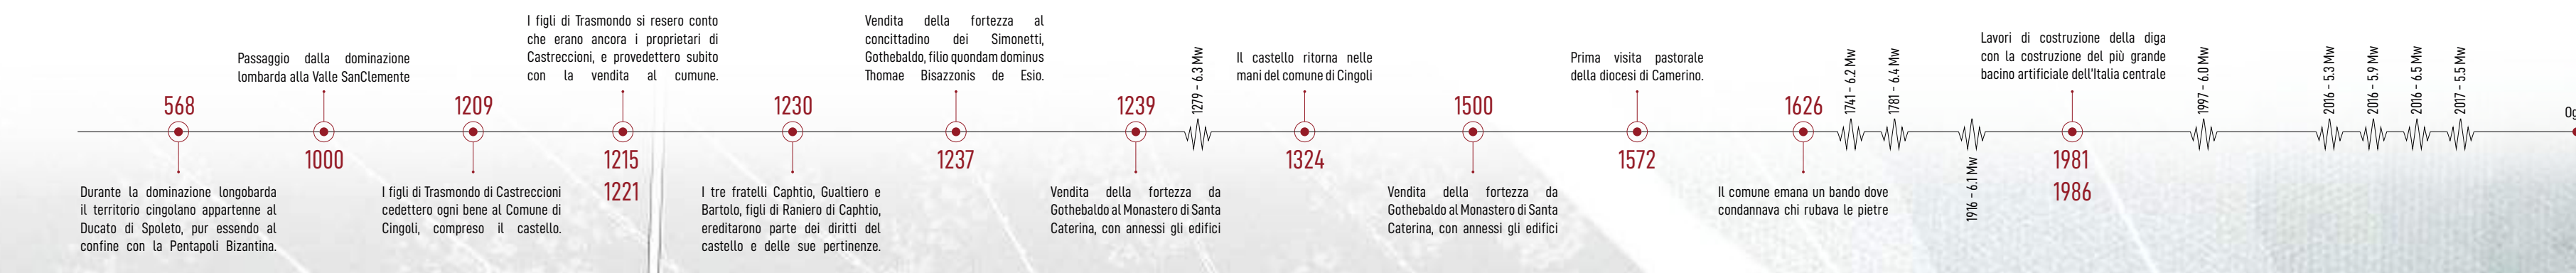 568
Durante la dominazione longobarda
il territorio cingolano appartenne al
Ducato di Spoleto, pur essendo al
confine con la Pentapoli Bizantina.
Passaggio dalla dominazione
lombarda alla Valle SanClemente
1000
1209
I figli di Trasmondo di Castreccioni
cedettero ogni bene al Comune di
Cingoli, compreso il castello.
I figli di Trasmondo si resero conto
che erano ancora i proprietari di
Castreccioni, e provedettero subito
con la vendita al cumune.
1215
1221
1230
I tre fratelli Caphtio, Gualtiero e
Bartolo, figli di Raniero di Caphtio,
ereditarono parte dei diritti del
castello e delle sue pertinenze.
Vendita della fortezza al
concittadino dei Simonetti,
Gothebaldo, filio quondam dominus
Thomae Bisazzonis de Esio.
1237
1239
Vendita della fortezza da
Gothebaldo al Monastero di Santa
Caterina, con annessi gli edifici
1279 - 6.3 Mw
Il castello ritorna nelle
mani del comune di Cingoli
1324
1500
Vendita della fortezza da
Gothebaldo al Monastero di Santa
Caterina, con annessi gli edifici
Prima visita pastorale
della diocesi di Camerino.
1572
1626
Il comune emana un bando dove
condannava chi rubava le pietre
1741 - 6.2 Mw
1781 - 6.4 Mw
1916 - 6.1 Mw
Lavori di costruzione della diga
con la costruzione del più grande
bacino artificiale dell'Italia centrale
1981
1986
1997 - 6.0 Mw
2016 - 5.3 Mw
2016 - 5.9 Mw
2016 - 6.5 Mw
2017 - 5.5 Mw